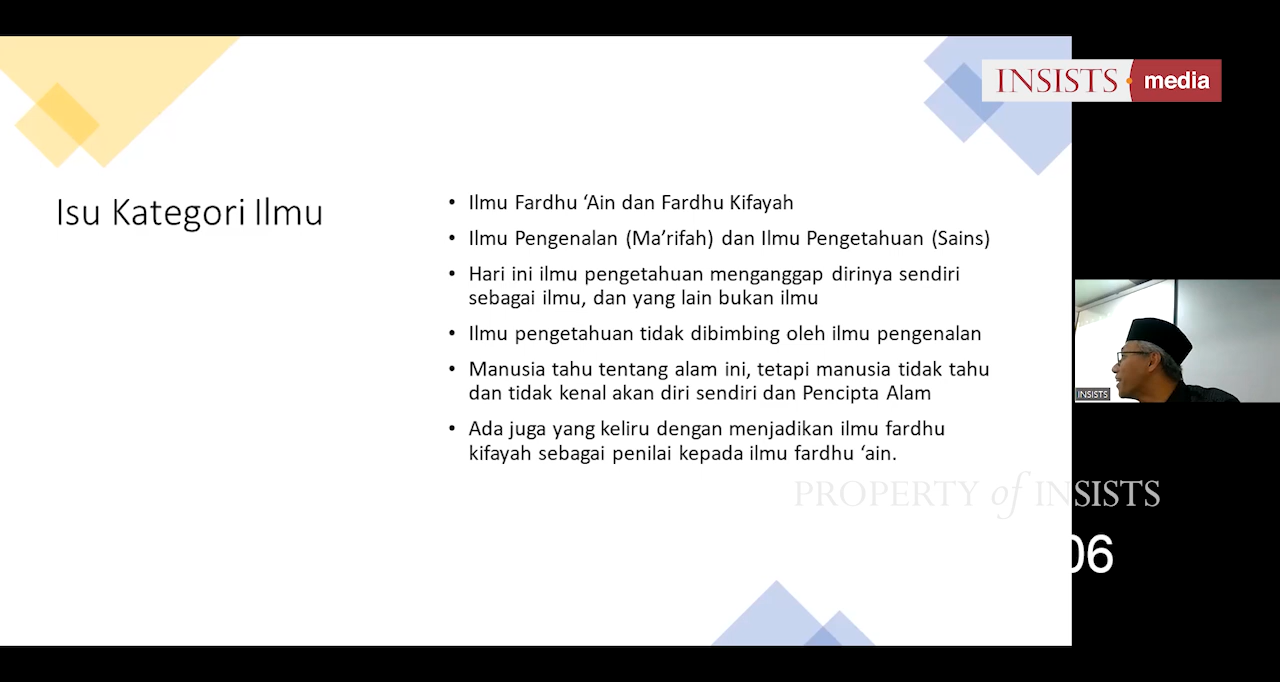 INSISTS media
Isu Kategori Ilmu
• Ilmu Fardhu ‘Ain dan Fardhu Kifayah
• Ilmu Pengenalan (Ma’rifah) dan Ilmu Pengetahuan (Sains)
• Hari ini ilmu pengetahuan menganggap dirinya sendiri
sebagai ilmu, dan yang lain bukan ilmu
• Ilmu pengetahuan tidak dibimbing oleh ilmu pengenalan
• Manusia tahu tentang alam ini, tetapi manusia tidak tahu
dan tidak kenal akan diri sendiri dan Pencipta Alam
• Ada juga yang keliru dengan menjadikan ilmu fardhu
kifayah sebagai penilai kepada ilmu fardhu ‘ain.
INSISTS
PROPERTY of INSISTS
06